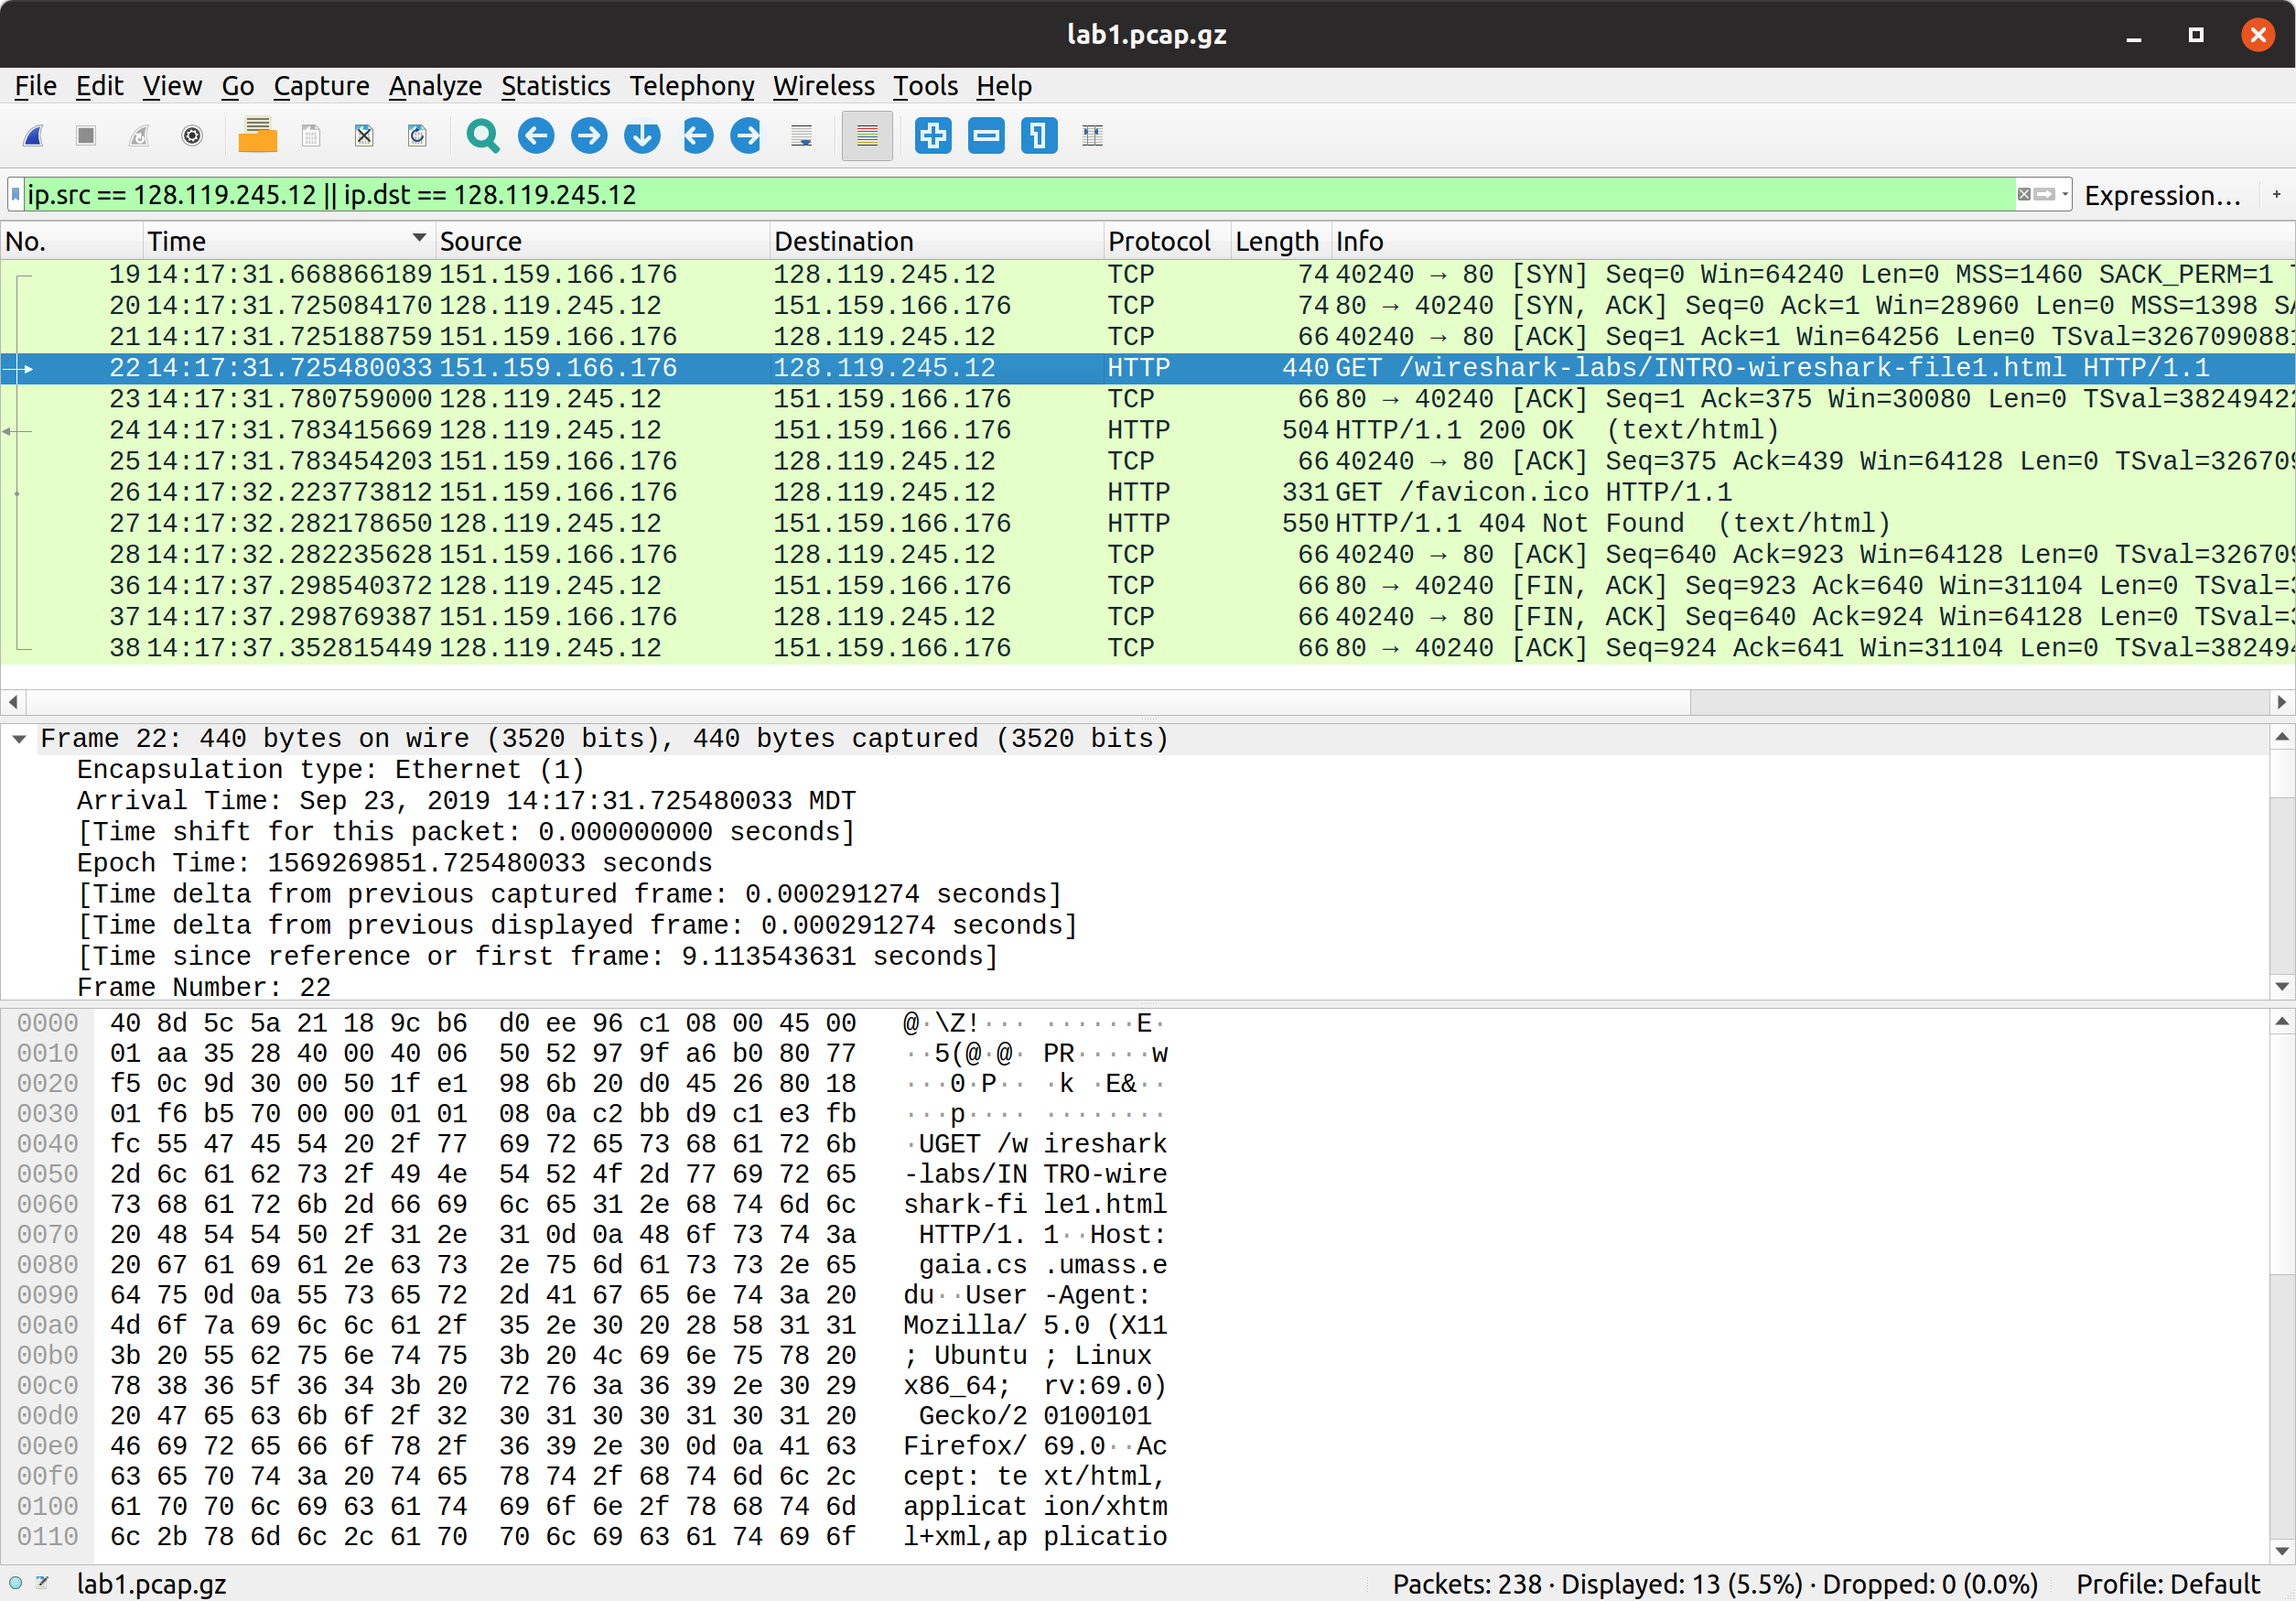 lab1.pcap.gz
File Edit View Go Capture Analyze Statistics Telephony Wireless Tools Help
ip.src == 128.119.245.12 || ip.dst == 128.119.245.12 Expression… +
No. Time Source Destination Protocol Length Info
19 14:17:31.668866189 151.159.166.176 128.119.245.12 TCP 74 40240 → 80 [SYN] Seq=0 Win=64240 Len=0 MSS=1460 SACK_PERM=1
20 14:17:31.725084170 128.119.245.12 151.159.166.176 TCP 74 80 → 40240 [SYN, ACK] Seq=0 Ack=1 Win=28960 Len=0 MSS=1398 SA
21 14:17:31.725188759 151.159.166.176 128.119.245.12 TCP 66 40240 → 80 [ACK] Seq=1 Ack=1 Win=64256 Len=0 TSval=3267090881
22 14:17:31.725480033 151.159.166.176 128.119.245.12 HTTP 440 GET /wireshark-labs/INTRO-wireshark-file1.html HTTP/1.1
23 14:17:31.780759000 128.119.245.12 151.159.166.176 TCP 66 80 → 40240 [ACK] Seq=1 Ack=375 Win=30080 Len=0 TSval=38249422
24 14:17:31.783415669 128.119.245.12 151.159.166.176 HTTP 504 HTTP/1.1 200 OK  (text/html)
25 14:17:31.783454203 151.159.166.176 128.119.245.12 TCP 66 40240 → 80 [ACK] Seq=375 Ack=439 Win=64128 Len=0 TSval=326709
26 14:17:32.223773812 151.159.166.176 128.119.245.12 HTTP 331 GET /favicon.ico HTTP/1.1
27 14:17:32.282178650 128.119.245.12 151.159.166.176 HTTP 550 HTTP/1.1 404 Not Found  (text/html)
28 14:17:32.282235628 151.159.166.176 128.119.245.12 TCP 66 40240 → 80 [ACK] Seq=640 Ack=923 Win=64128 Len=0 TSval=326709
36 14:17:37.298540372 128.119.245.12 151.159.166.176 TCP 66 80 → 40240 [FIN, ACK] Seq=923 Ack=640 Win=31104 Len=0 TSval=3
37 14:17:37.298769387 151.159.166.176 128.119.245.12 TCP 66 40240 → 80 [FIN, ACK] Seq=640 Ack=924 Win=64128 Len=0 TSval=3
38 14:17:37.352815449 128.119.245.12 151.159.166.176 TCP 66 80 → 40240 [ACK] Seq=924 Ack=641 Win=31104 Len=0 TSval=382494
Frame 22: 440 bytes on wire (3520 bits), 440 bytes captured (3520 bits)
Encapsulation type: Ethernet (1)
Arrival Time: Sep 23, 2019 14:17:31.725480033 MDT
[Time shift for this packet: 0.000000000 seconds]
Epoch Time: 1569269851.725480033 seconds
[Time delta from previous captured frame: 0.000291274 seconds]
[Time delta from previous displayed frame: 0.000291274 seconds]
[Time since reference or first frame: 9.113543631 seconds]
Frame Number: 22
0000 40 8d 5c 5a 21 18 9c b6 d0 ee 96 c1 08 00 45 00 @·\Z!··· ······E·
0010 01 aa 35 28 40 00 40 06 50 52 97 9f a6 b0 80 77 ··5(@·@· PR·····w
0020 f5 0c 9d 30 00 50 1f e1 98 6b 20 d0 45 26 80 18 ···0·P·· ·k ·E&··
0030 01 f6 b5 70 00 00 01 01 08 0a c2 bb d9 c1 e3 fb ···p···· ········
0040 fc 55 47 45 54 20 2f 77 69 72 65 73 68 61 72 6b ·UGET /w ireshark
0050 2d 6c 61 62 73 2f 49 4e 54 52 4f 2d 77 69 72 65 -labs/IN TRO-wire
0060 73 68 61 72 6b 2d 66 69 6c 65 31 2e 68 74 6d 6c shark-fi le1.html
0070 20 48 54 54 50 2f 31 2e 31 0d 0a 48 6f 73 74 3a  HTTP/1. 1··Host:
0080 20 67 61 69 61 2e 63 73 2e 75 6d 61 73 73 2e 65  gaia.cs .umass.e
0090 64 75 0d 0a 55 73 65 72 2d 41 67 65 6e 74 3a 20 du··User -Agent:
00a0 4d 6f 7a 69 6c 6c 61 2f 35 2e 30 20 28 58 31 31 Mozilla/ 5.0 (X11
00b0 3b 20 55 62 75 6e 74 75 3b 20 4c 69 6e 75 78 20 ; Ubuntu ; Linux
00c0 78 38 36 5f 36 34 3b 20 72 76 3a 36 39 2e 30 29 x86_64;  rv:69.0)
00d0 20 47 65 63 6b 6f 2f 32 30 31 30 30 31 30 31 20  Gecko/2 0100101
00e0 46 69 72 65 66 6f 78 2f 36 39 2e 30 0d 0a 41 63 Firefox/ 69.0··Ac
00f0 63 65 70 74 3a 20 74 65 78 74 2f 68 74 6d 6c 2c cept: te xt/html,
0100 61 70 70 6c 69 63 61 74 69 6f 6e 2f 78 68 74 6d applicat ion/xhtm
0110 6c 2b 78 6d 6c 2c 61 70 70 6c 69 63 61 74 69 6f l+xml,ap plicatio
lab1.pcap.gz Packets: 238 · Displayed: 13 (5.5%) · Dropped: 0 (0.0%) Profile: Default